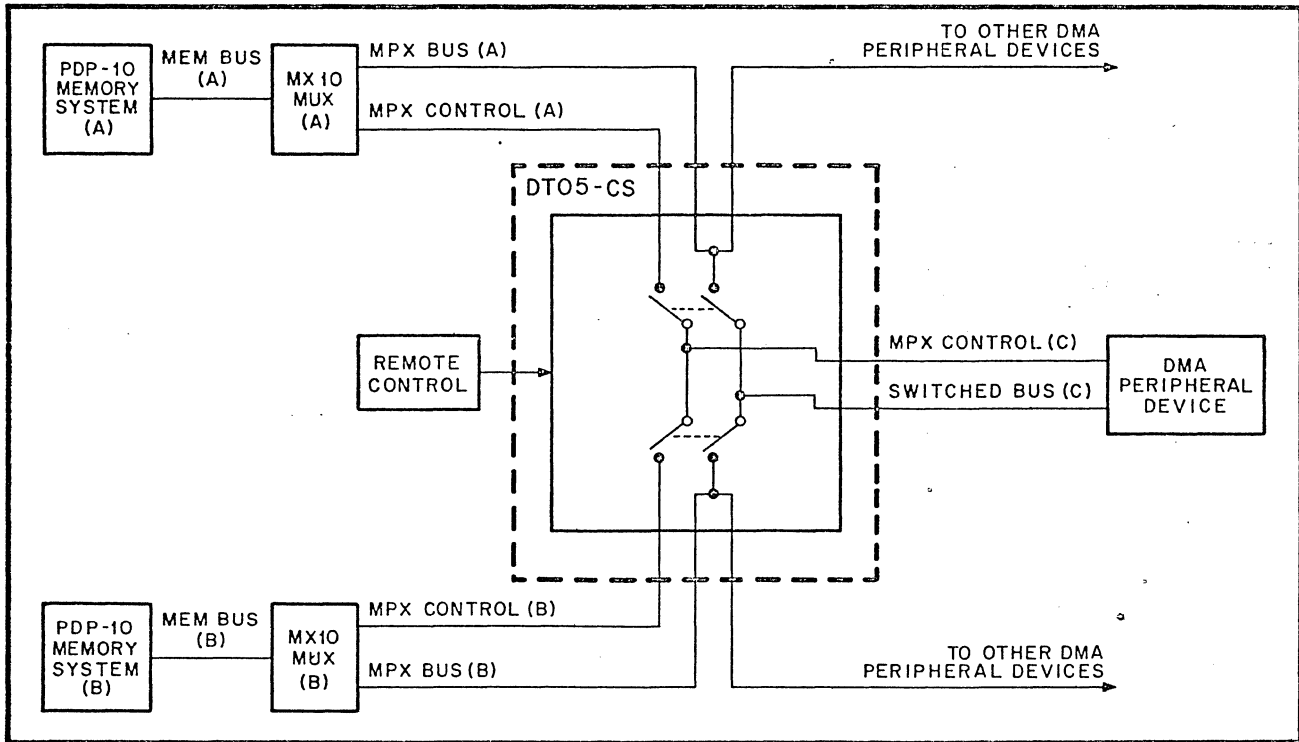 PDP-10
MEMORY
SYSTEM
(A)
MEM BUS
(A)
MX10
MUX
(A)
MPX BUS (A)
MPX CONTROL (A)
TO OTHER DMA
PERIPHERAL DEVICES
DT05-CS
REMOTE
CONTROL
MPX CONTROL (C)
SWITCHED BUS (C)
DMA
PERIPHERAL
DEVICE
PDP-10
MEMORY
SYSTEM
(B)
MEM BUS
(B)
MX10
MUX
(B)
MPX CONTROL (B)
MPX BUS (B)
TO OTHER DMA
PERIPHERAL DEVICES